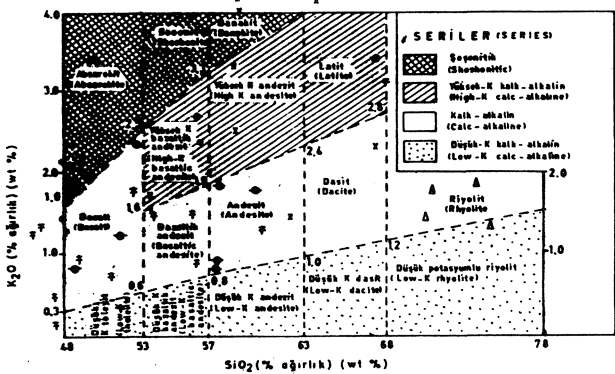 SERİLER (SERIES)
Şoşonitik
(Shoshonitic)
Yüksek-K kalk-alkalin
(High-K calc-alkaline)
Kalk-alkalin
(Calc-alkaline)
Düşük-K kalk-alkalin
(Low-K calc-alkaline)
4.0
3.0
2.0
1.6
1.0
0.3
K₂O (% ağırlık) (wt %)
Banakit
(Banakite)
Absarokit
(Absarokite)
Latit
(Latite)
Yüksek K andezit
(High K andesite)
Yüksek K
bazaltik
andezit
(High-K
basaltic
andesite)
2.8
2.4
1.6
Dasit
(Dacite)
Riyolit
(Rhyolite
Andezit
(Andesite)
Bazalt
Bazaltik
andezit
(Basaltic
andesite)
2.0
1.0
1.2
1.0
0.8
0.6
Düşük K dasit
(Low-K dacite)
Düşük potasyumlu riyolit
(Low-K rhyolite)
Düşük K andezit
(Low-K andesite)
48
53
57
63
68
78
SiO₂ (% ağırlık) (wt %)